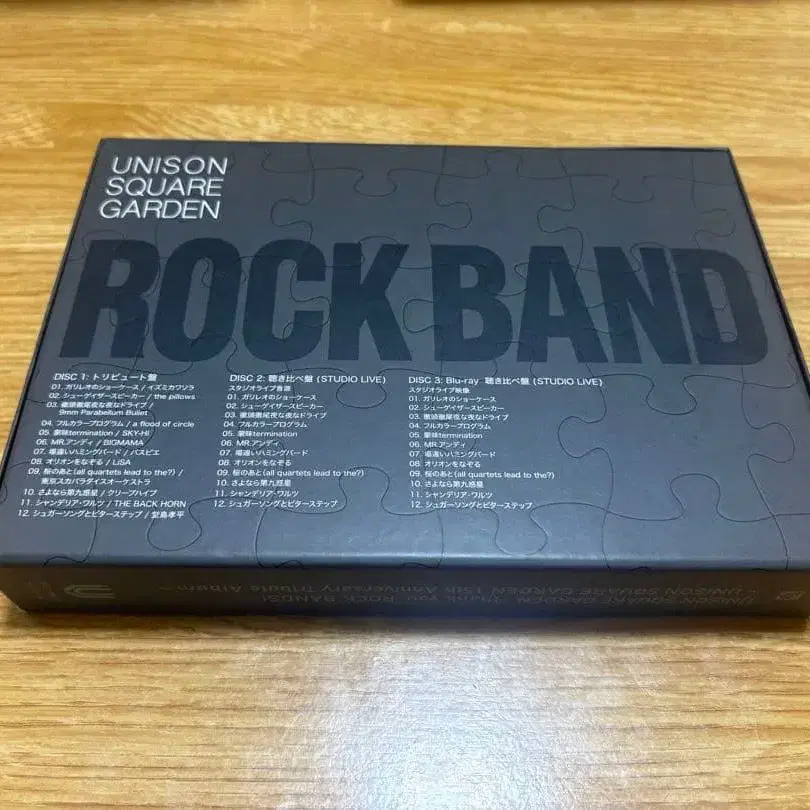 UNISON
SQUARE
GARDEN
ROCK BAND
DISC 1: トリビュート盤
01. ガリレオのショーケース / イズミカワソラ
02. シューゲイザースピーカー / the pillows
03. 徹頭徹尾夜な夜なドライブ /
9mm Parabellum Bullet
04. フルカラープログラム / a flood of circle
05. 蒙昧termination / SKY-HI
06. MR.アンディ / BIGMAMA
07. 場違いハミングバード / パスピエ
08. オリオンをなぞる / LiSA
09. 桜のあと(all quartets lead to the?) /
東京スカパラダイスオーケストラ
10. さよなら第九惑星 / クリープハイプ
11. シャンデリア・ワルツ / THE BACK HORN
12. シュガーソングとビターステップ / 堂島孝平
DISC 2: 聴き比べ盤 (STUDIO LIVE)
スタジオライブ音源
01. ガリレオのショーケース
02. シューゲイザースピーカー
03. 徹頭徹尾夜な夜なドライブ
04. フルカラープログラム
05. 蒙昧termination
06. MR.アンディ
07. 場違いハミングバード
08. オリオンをなぞる
09. 桜のあと(all quartets lead to the?)
10. さよなら第九惑星
11. シャンデリア・ワルツ
12. シュガーソングとビターステップ
DISC 3: Blu-ray 聴き比べ盤 (STUDIO LIVE)
スタジオライブ映像
01. ガリレオのショーケース
02. シューゲイザースピーカー
03. 徹頭徹尾夜な夜なドライブ
04. フルカラープログラム
05. 蒙昧termination
06. MR.アンディ
07. 場違いハミングバード
08. オリオンをなぞる
09. 桜のあと(all quartets lead to the?)
10. さよなら第九惑星
11. シャンデリア・ワルツ
12. シュガーソングとビターステップ
UNISON SQUARE GARDEN Thank you, ROCK BANDS!
~ UNISON SQUARE GARDEN 15th Anniversary Tribute Album ~